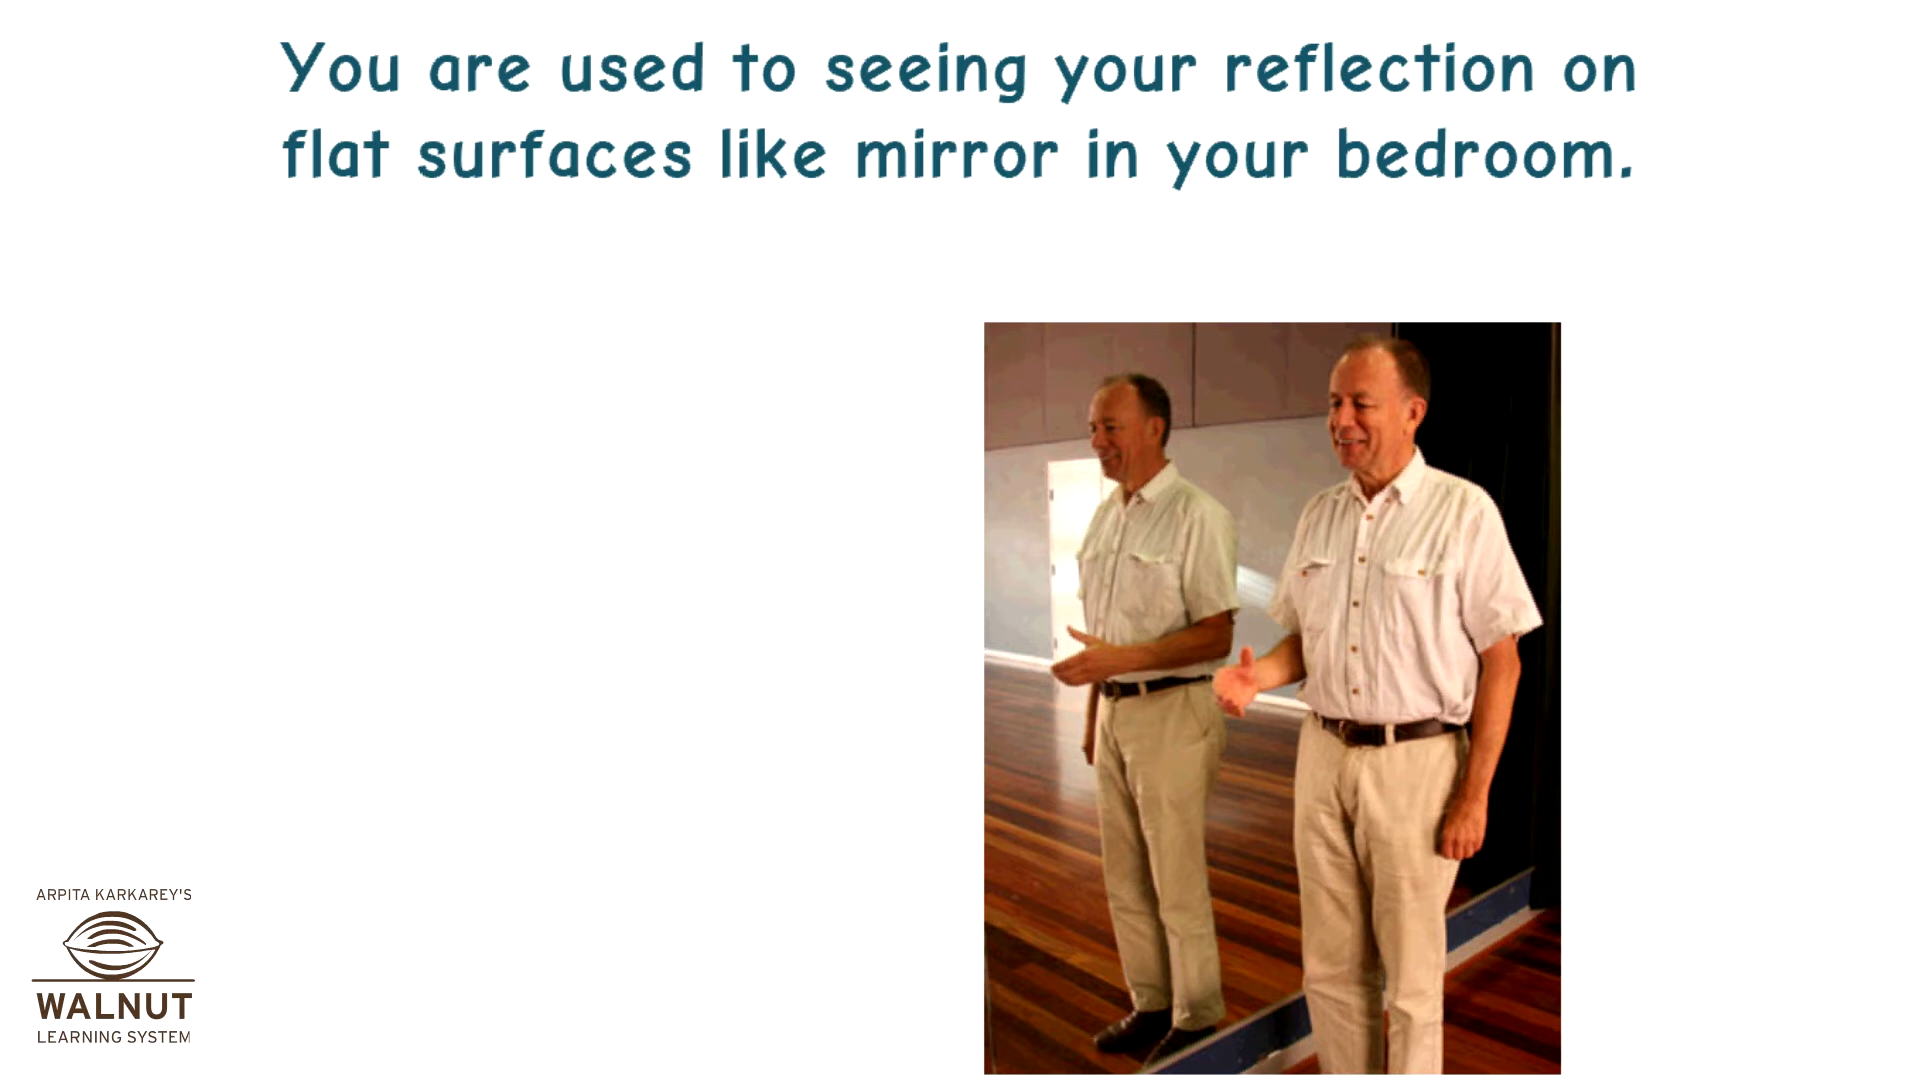 You are used to seeing your reflection on
flat surfaces like mirror in your bedroom.
ARPITA KARKAREY'S
WALNUT
LEARNING SYSTEM